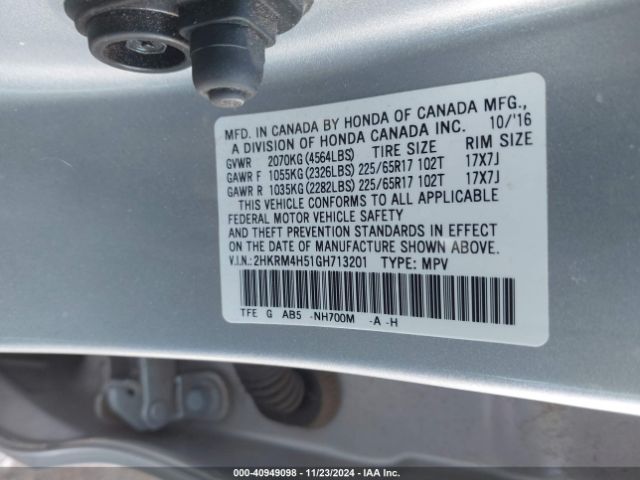 MFD. IN CANADA BY HONDA OF CANADA MFG.,
A DIVISION OF HONDA CANADA INC. 10/'16
GVWR 2070KG (4564LBS) TIRE SIZE RIM SIZE
GAWR F 1055KG (2326LBS) 225/65R17 102T 17X7J
GAWR R 1035KG (2282LBS) 225/65R17 102T 17X7J
THIS VEHICLE CONFORMS TO ALL APPLICABLE
FEDERAL MOTOR VEHICLE SAFETY
AND THEFT PREVENTION STANDARDS IN EFFECT
ON THE DATE OF MANUFACTURE SHOWN ABOVE.
V.I.N.: 2HKRM4H51GH713201 TYPE: MPV
TFE G AB5 -NH700M -A -H
©2024 - 40949098 - 11/23/2024 - IAA Inc.